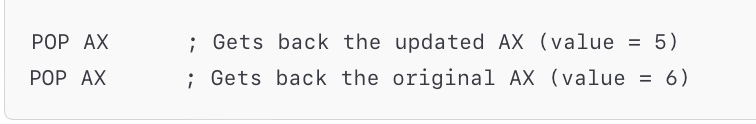 POP AX      ; Gets back the updated AX (value = 5)
POP AX      ; Gets back the original AX (value = 6)